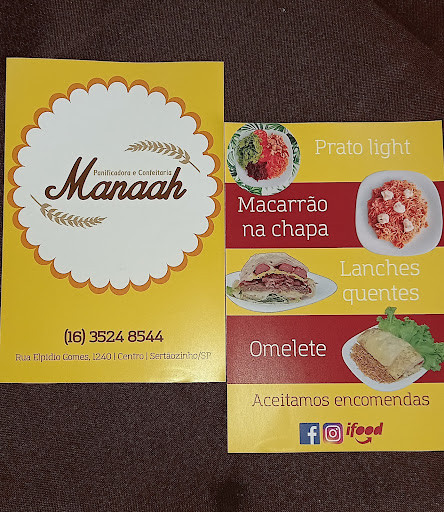 Panificadora e Confeitaria
Manaah
(16) 3524 8544
Rua Elpidio Gomes, 1240 | Centro | Sertãozinho/SP
Prato light
Macarrão
na chapa
Lanches
quentes
Omelete
Aceitamos encomendas
f
ifood